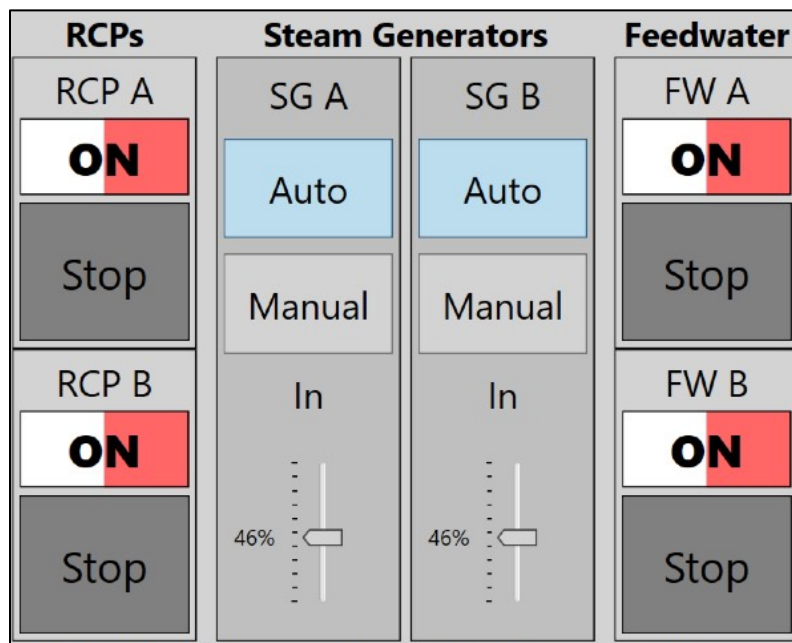 RCPs
RCP A
ON
Stop
RCP B
ON
Stop
Steam Generators
SG A
Auto
Manual
In
46%
SG B
Auto
Manual
In
46%
Feedwater
FW A
ON
Stop
FW B
ON
Stop